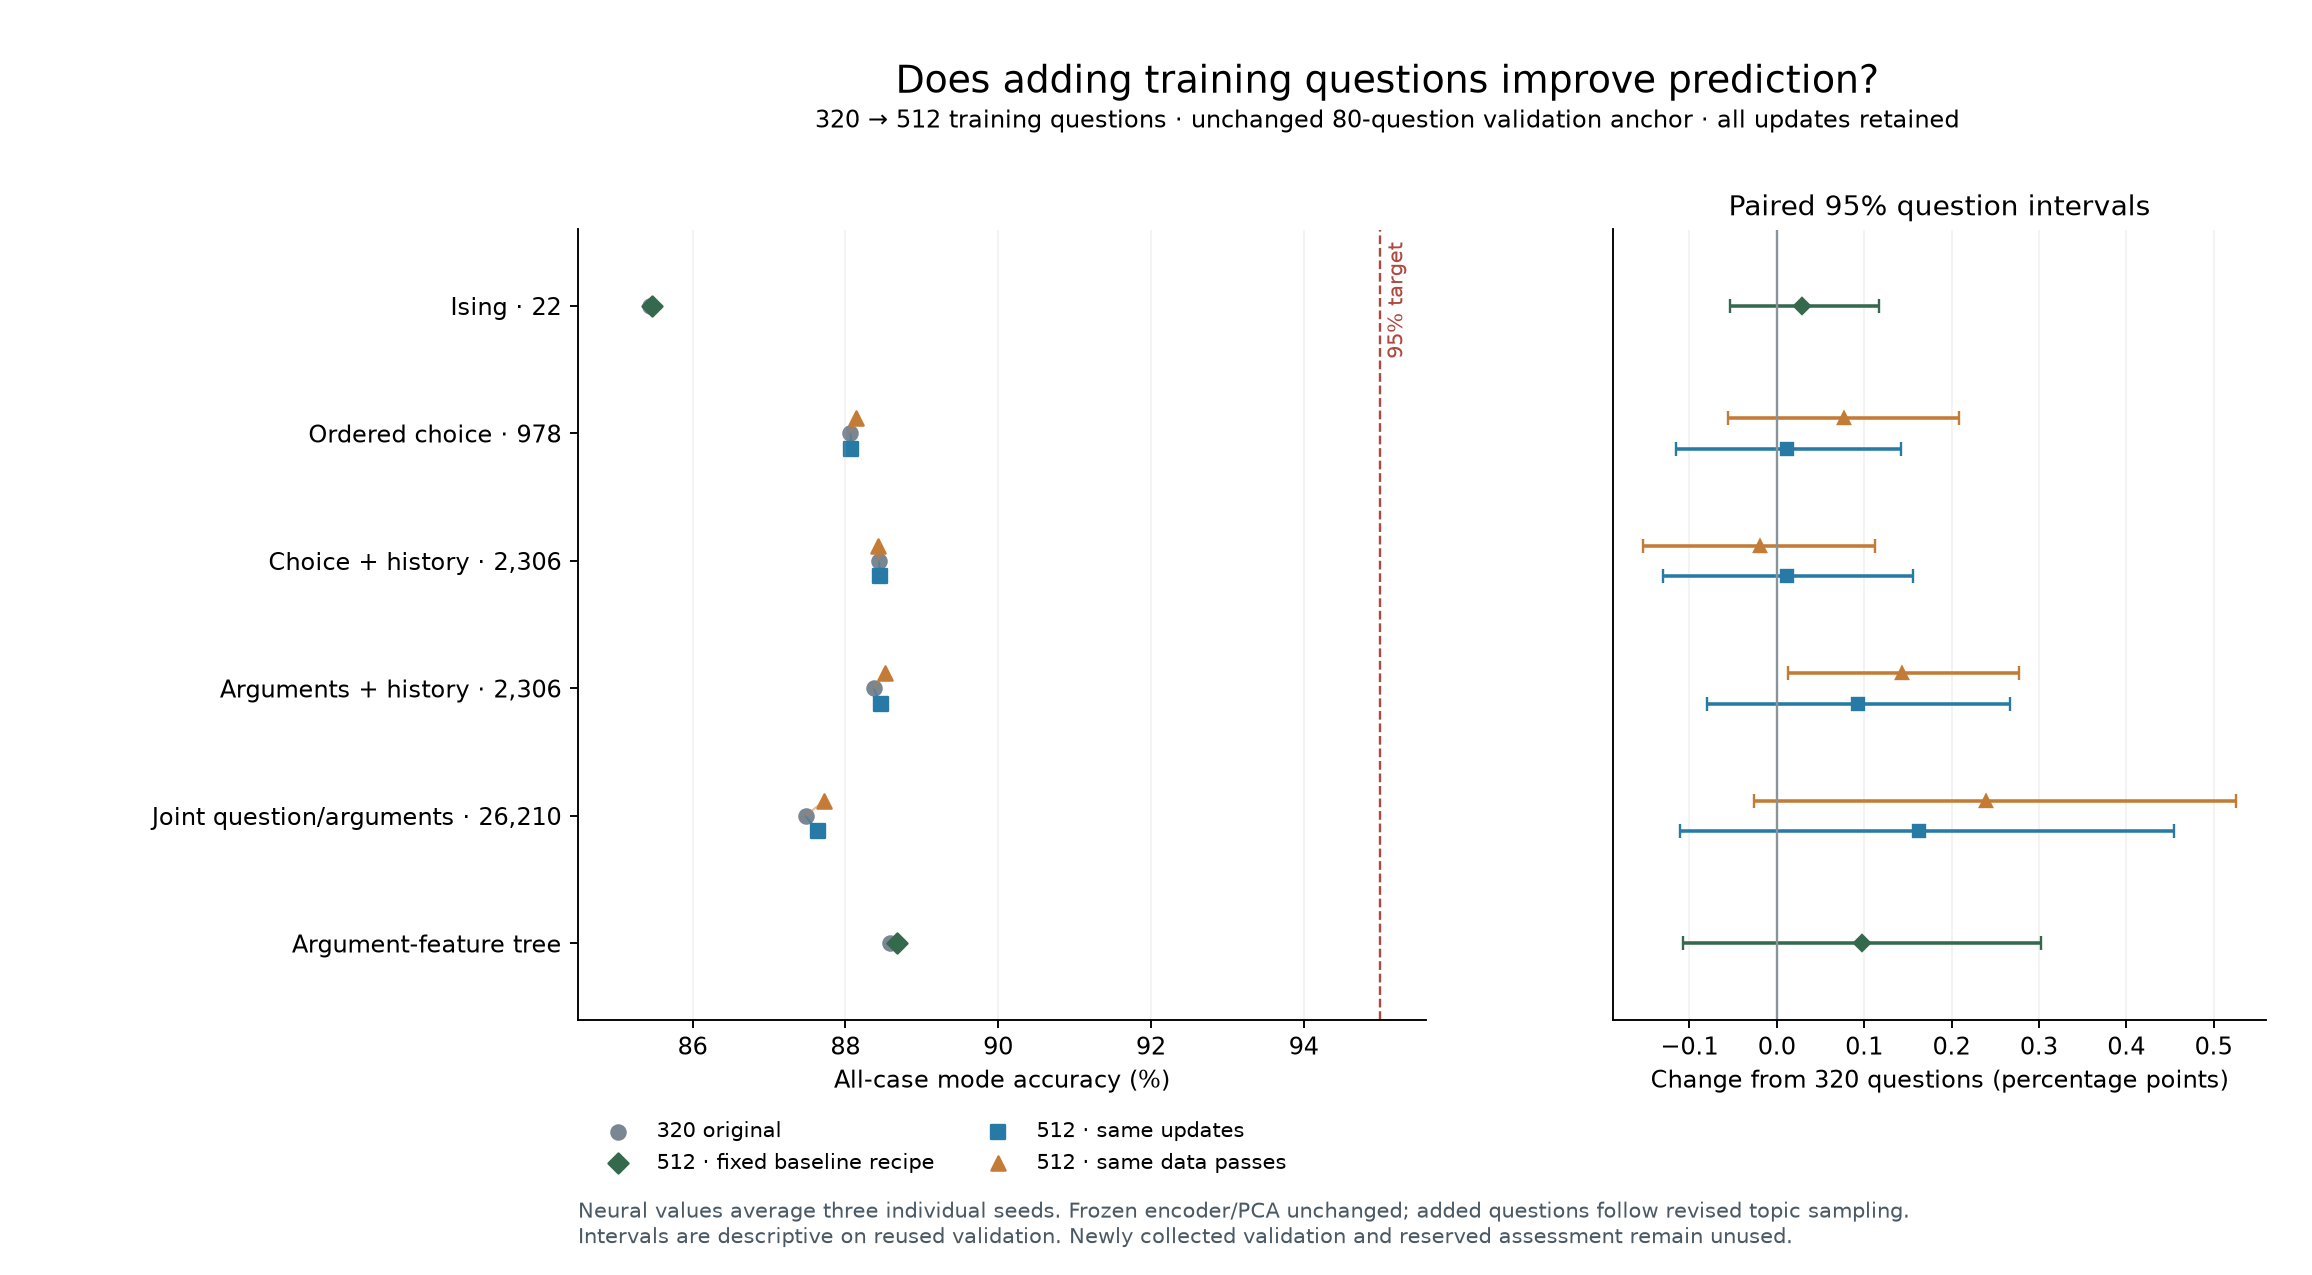 Does adding training questions improve prediction?
320 → 512 training questions · unchanged 80-question validation anchor · all updates retained
Paired 95% question intervals
95% target
Ising · 22
Ordered choice · 978
Choice + history · 2,306
Arguments + history · 2,306
Joint question/arguments · 26,210
Argument-feature tree
86 88 90 92 94
All-case mode accuracy (%)
−0.1 0.0 0.1 0.2 0.3 0.4 0.5
Change from 320 questions (percentage points)
320 original
512 · fixed baseline recipe
512 · same updates
512 · same data passes
Neural values average three individual seeds. Frozen encoder/PCA unchanged; added questions follow revised topic sampling.
Intervals are descriptive on reused validation. Newly collected validation and reserved assessment remain unused.